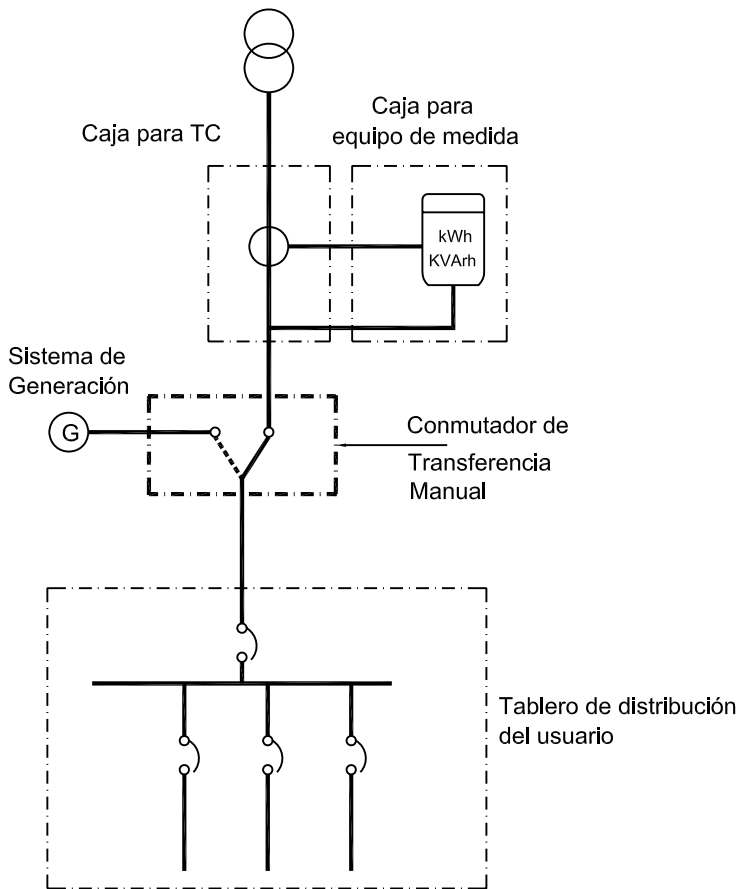 Caja para TC
Caja para
equipo de medida
kWh
KVArh
Sistema de
Generación
G
Conmutador de
Transferencia
Manual
Tablero de distribución
del usuario